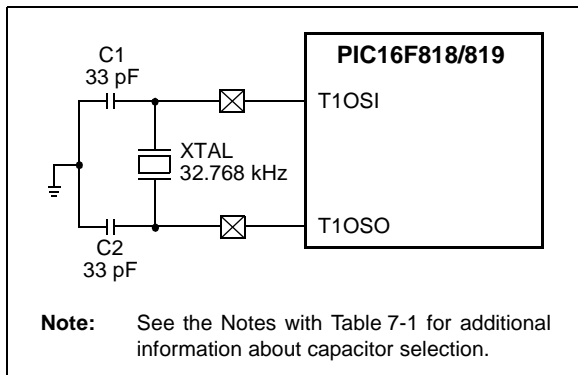 C1
33 pF
PIC16F818/819
T1OSI
XTAL
32.768 kHz
T1OSO
C2
33 pF
Note: See the Notes with Table 7-1 for additional
information about capacitor selection.